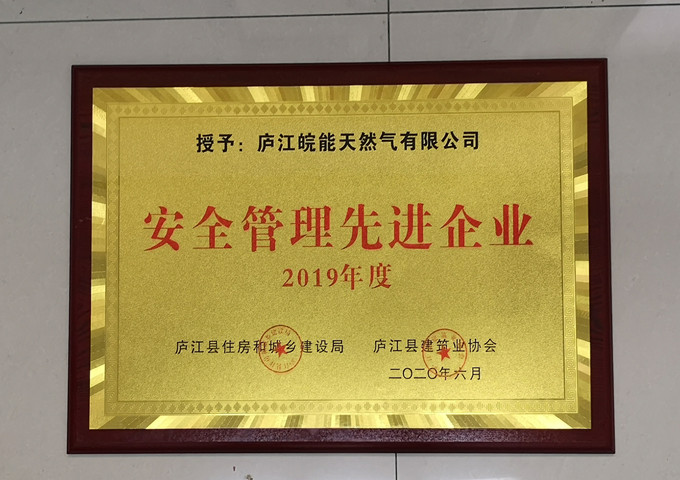 授予：庐江皖能天然气有限公司
安全管理先进企业
2019年度
庐江县住房和城乡建设局 庐江县建筑业协会
二〇二〇年六月